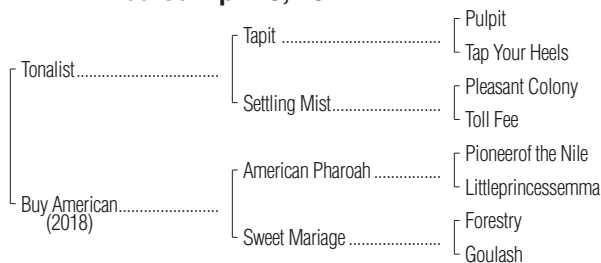 Pulpit
Tapit
Tap Your Heels
Tonalist
Pleasant Colony
Settling Mist
Toll Fee
Pioneerof the Nile
American Pharoah
Littleprincessemma
Buy American
(2018)
Forestry
Sweet Mariage
Goulash